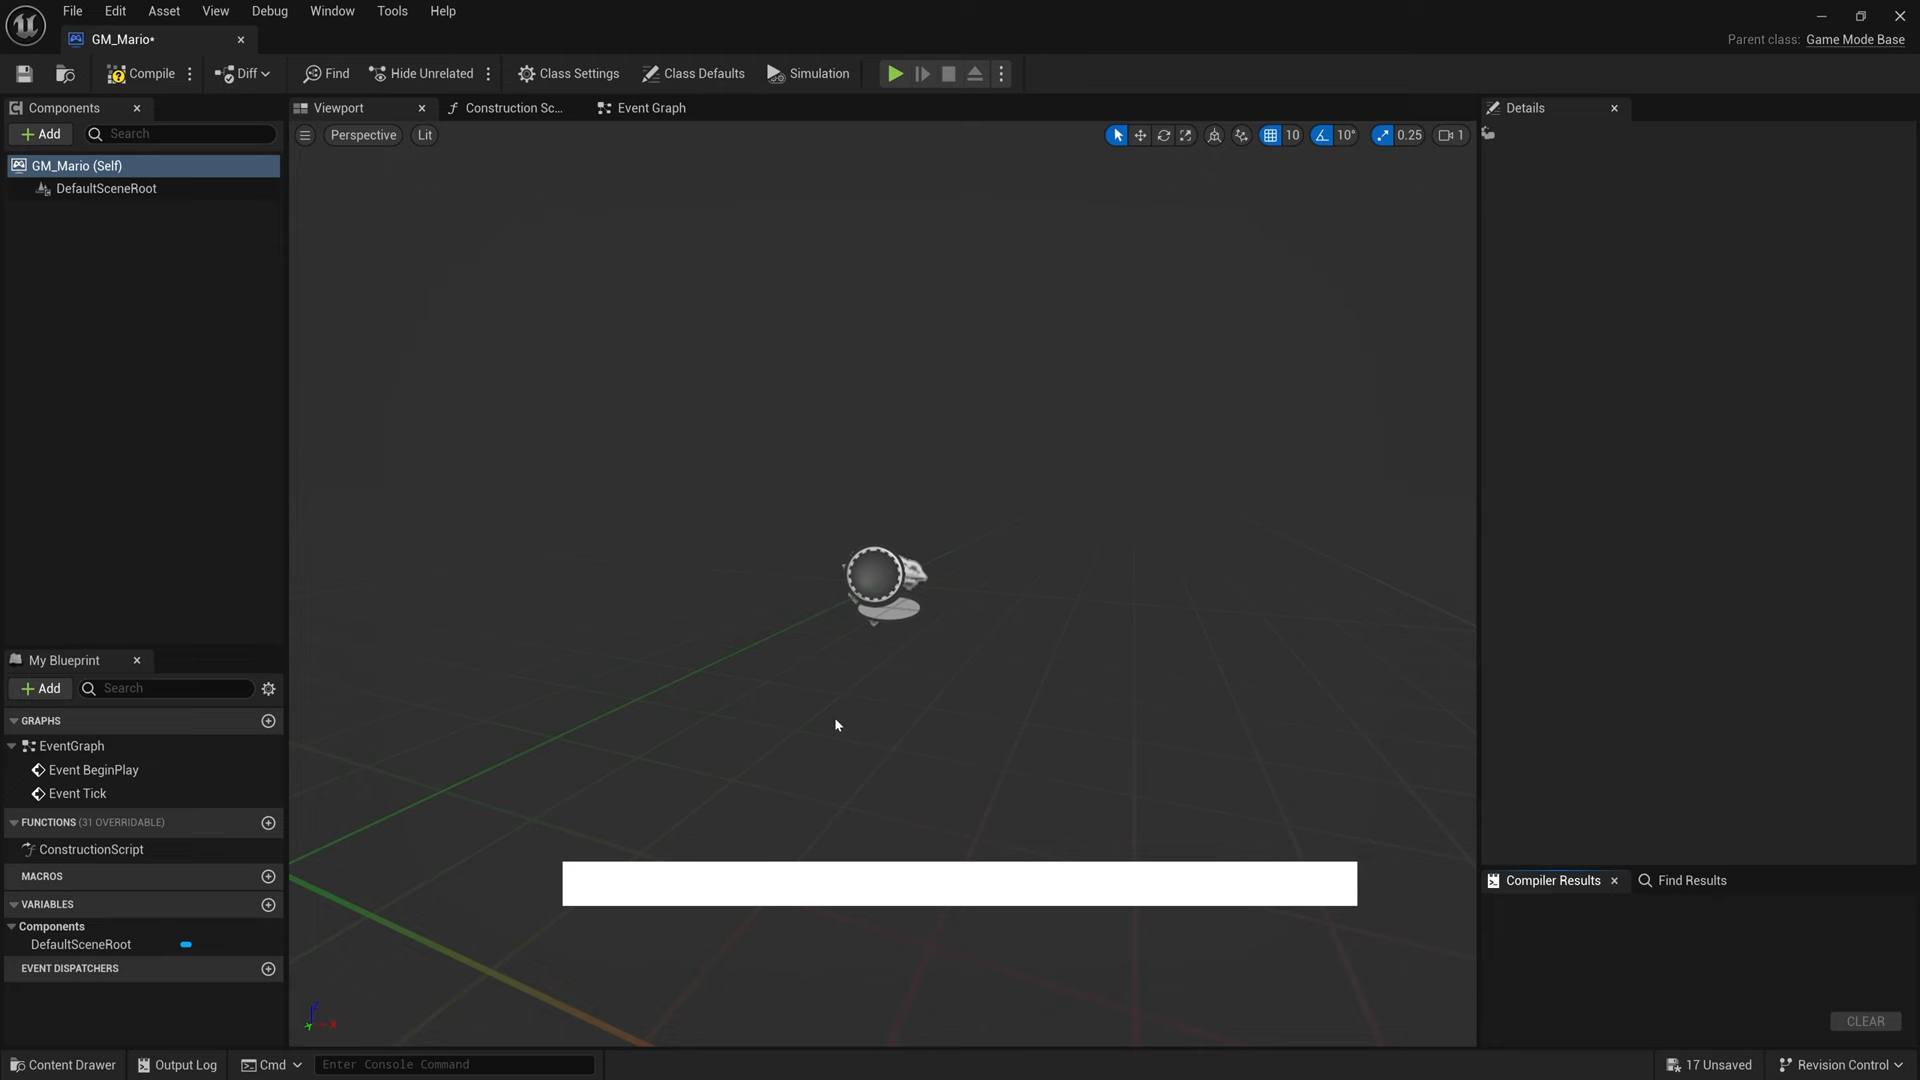 File Edit Asset View Debug Window Tools Help
GM_Mario*
Parent class: Game Mode Base
Compile Diff Find Hide Unrelated Class Settings Class Defaults Simulation
Components Viewport Construction Sc... Event Graph Details
Add Search Perspective Lit 10 10° 0.25 1
GM_Mario (Self)
DefaultSceneRoot
My Blueprint
Add Search
GRAPHS
EventGraph
Event BeginPlay
Event Tick
FUNCTIONS (31 OVERRIDABLE)
ConstructionScript
MACROS
VARIABLES
Components
DefaultSceneRoot
EVENT DISPATCHERS
Z
X
Y
Compiler Results Find Results
CLEAR
Content Drawer Output Log Cmd Enter Console Command 17 Unsaved Revision Control